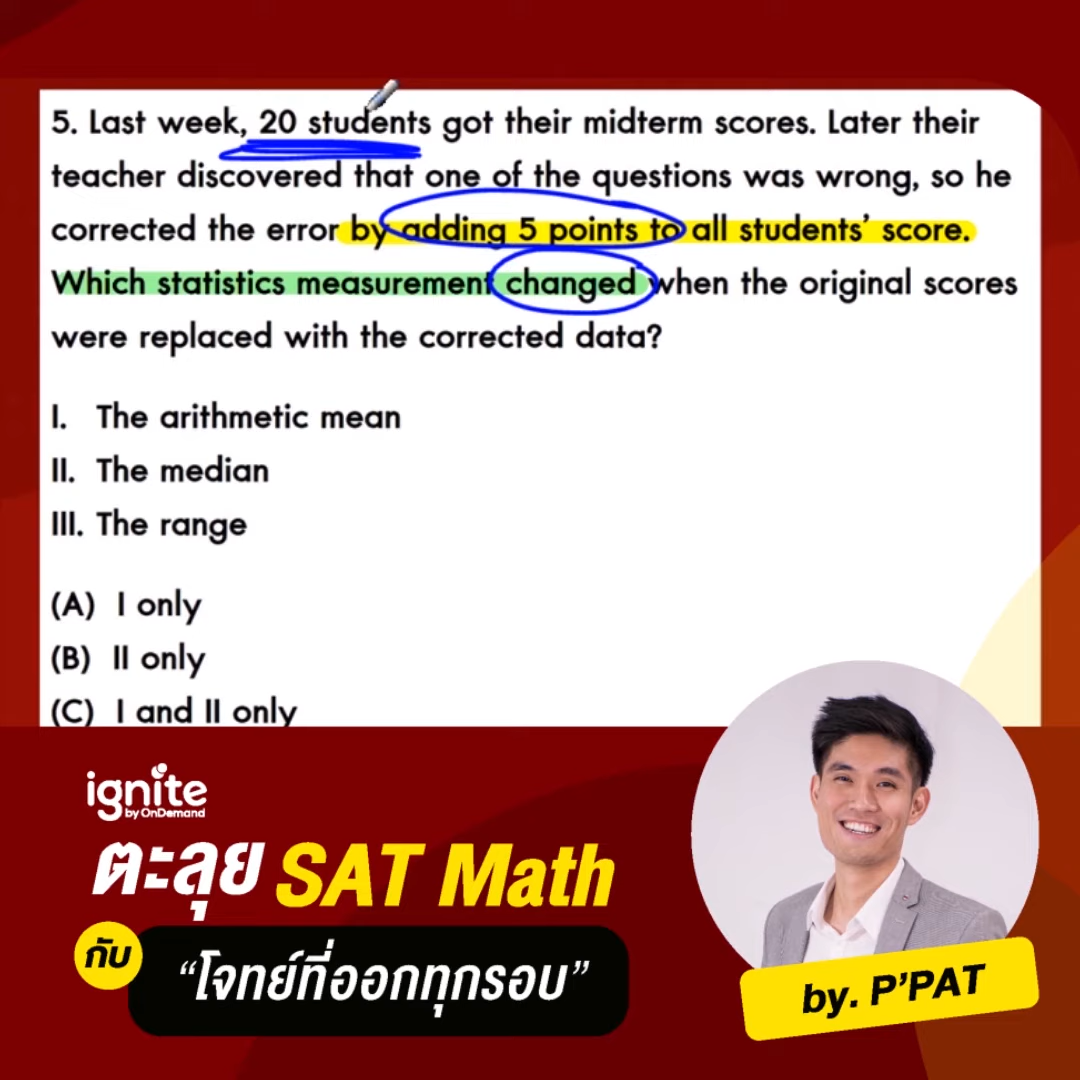 5. Last week, 20 students got their midterm scores. Later their
teacher discovered that one of the questions was wrong, so he
corrected the error by adding 5 points to all students’ score.
Which statistics measurement changed when the original scores
were replaced with the corrected data?
I. The arithmetic mean
II. The median
III. The range
(A) I only
(B) II only
(C) I and II only
ignite
by OnDemand
ตะลุย SAT Math
กับ “โจทย์ที่ออกทุกรอบ”
by. P’PAT